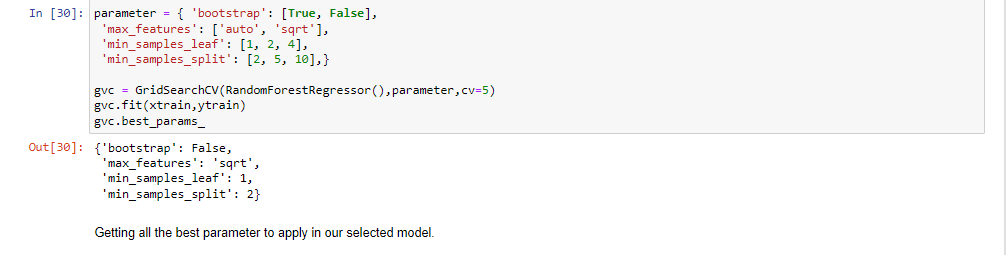 In [30]: parameter = { 'bootstrap': [True, False],
'max_features': ['auto', 'sqrt'],
'min_samples_leaf': [1, 2, 4],
'min_samples_split': [2, 5, 10],}
gvc = GridSearchCV(RandomForestRegressor(),parameter,cv=5)
gvc.fit(xtrain,ytrain)
gvc.best_params_
Out[30]: {'bootstrap': False,
'max_features': 'sqrt',
'min_samples_leaf': 1,
'min_samples_split': 2}
Getting all the best parameter to apply in our selected model.